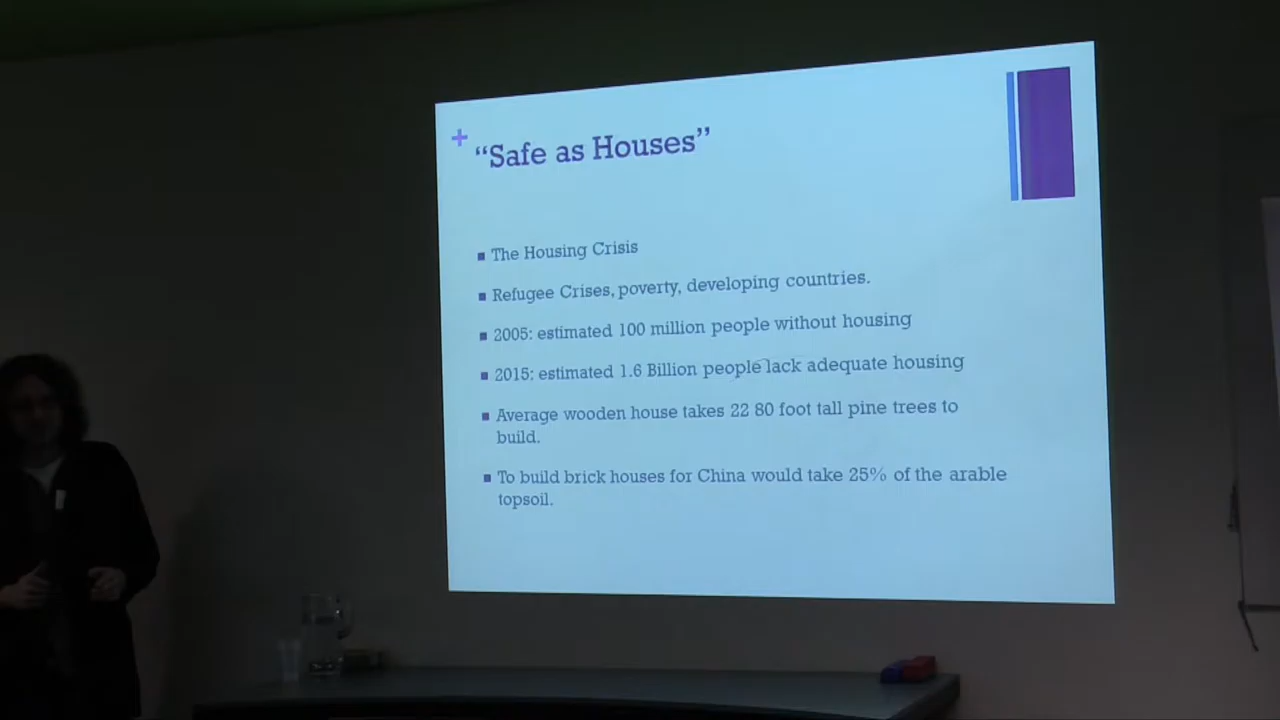 +
“Safe as Houses”
The Housing Crisis
Refugee Crises, poverty, developing countries.
2005: estimated 100 million people without housing
2015: estimated 1.6 Billion people lack adequate housing
Average wooden house takes 22 80 foot tall pine trees to
build.
To build brick houses for China would take 25% of the arable
topsoil.